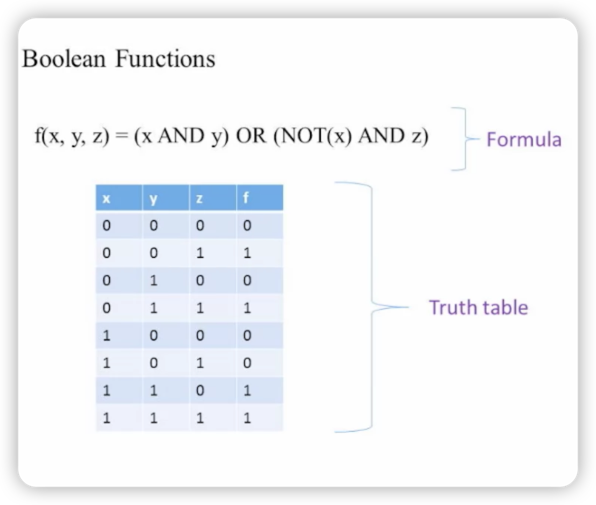 Boolean Functions
f(x, y, z) = (x AND y) OR (NOT(x) AND z)
Formula
x y z f
0 0 0 0
0 0 1 1
0 1 0 0
0 1 1 1
1 0 0 0
1 0 1 0
1 1 0 1
1 1 1 1
Truth table